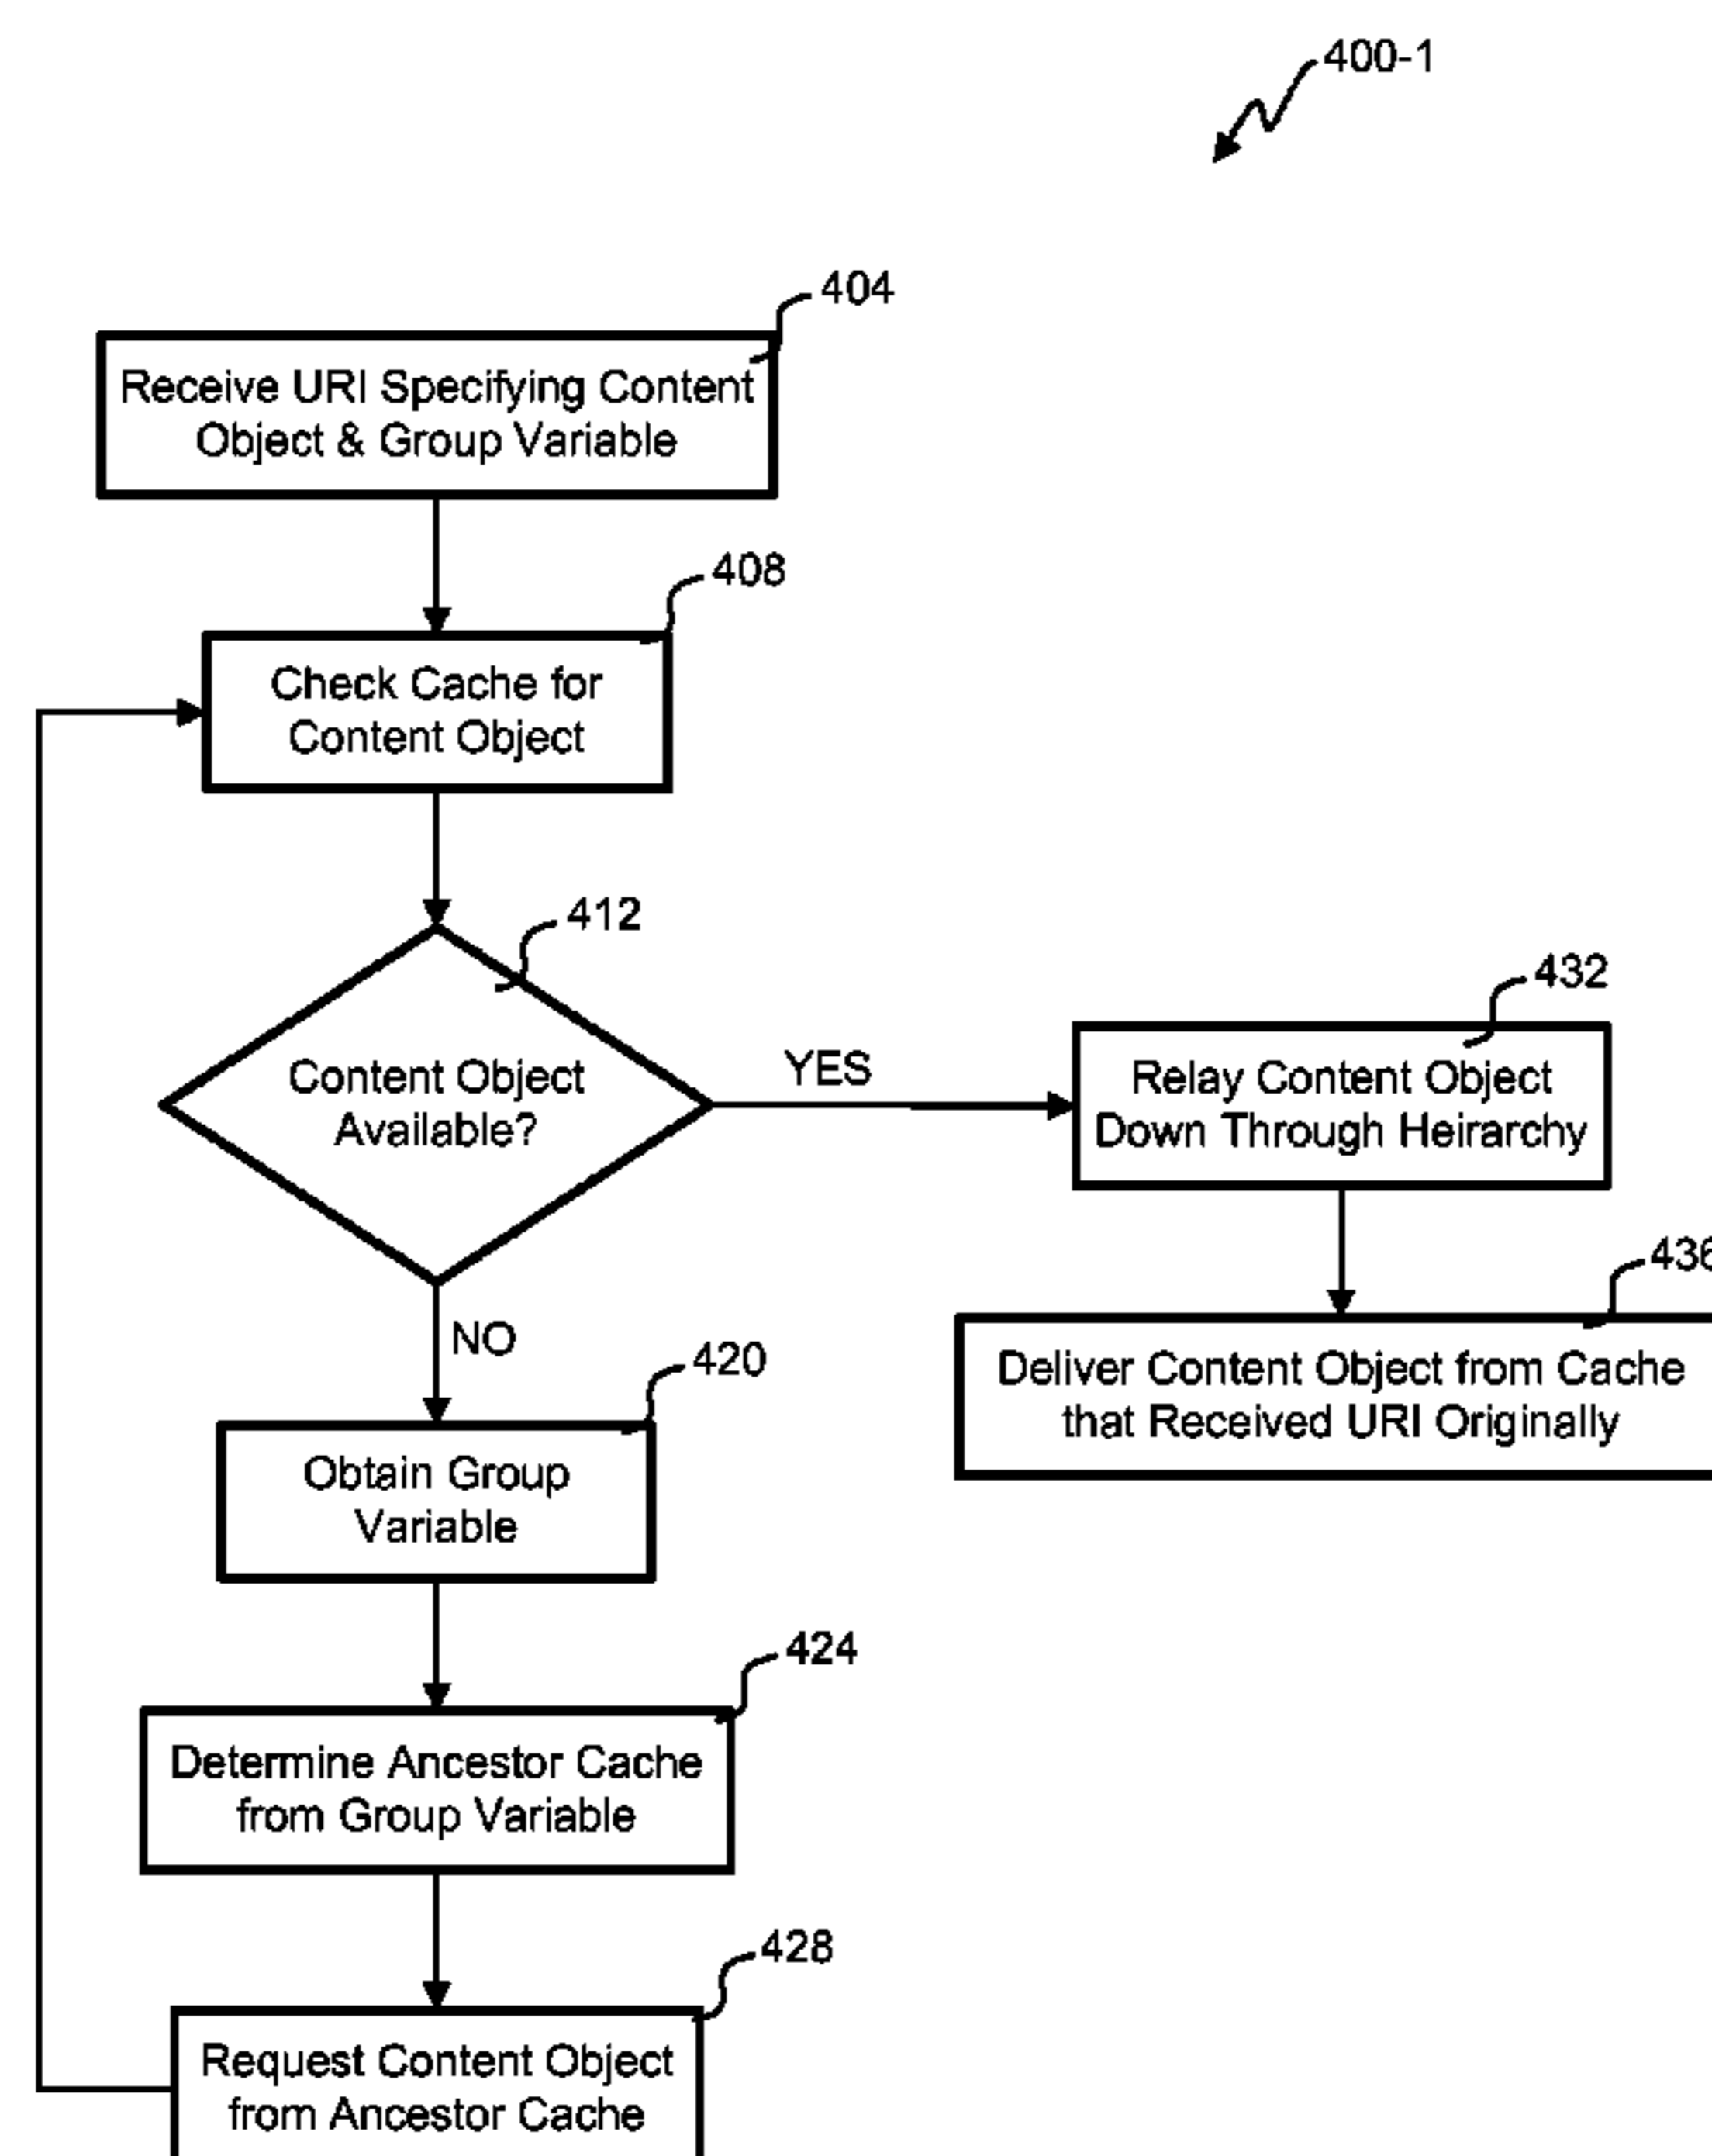 400-1
404
Receive URI Specifying Content
Object & Group Variable
408
Check Cache for
Content Object
412
Content Object
Available?
YES
432
Relay Content Object
Down Through Heirarchy
436
Deliver Content Object from Cache
that Received URI Originally
NO
420
Obtain Group
Variable
424
Determine Ancestor Cache
from Group Variable
428
Request Content Object
from Ancestor Cache